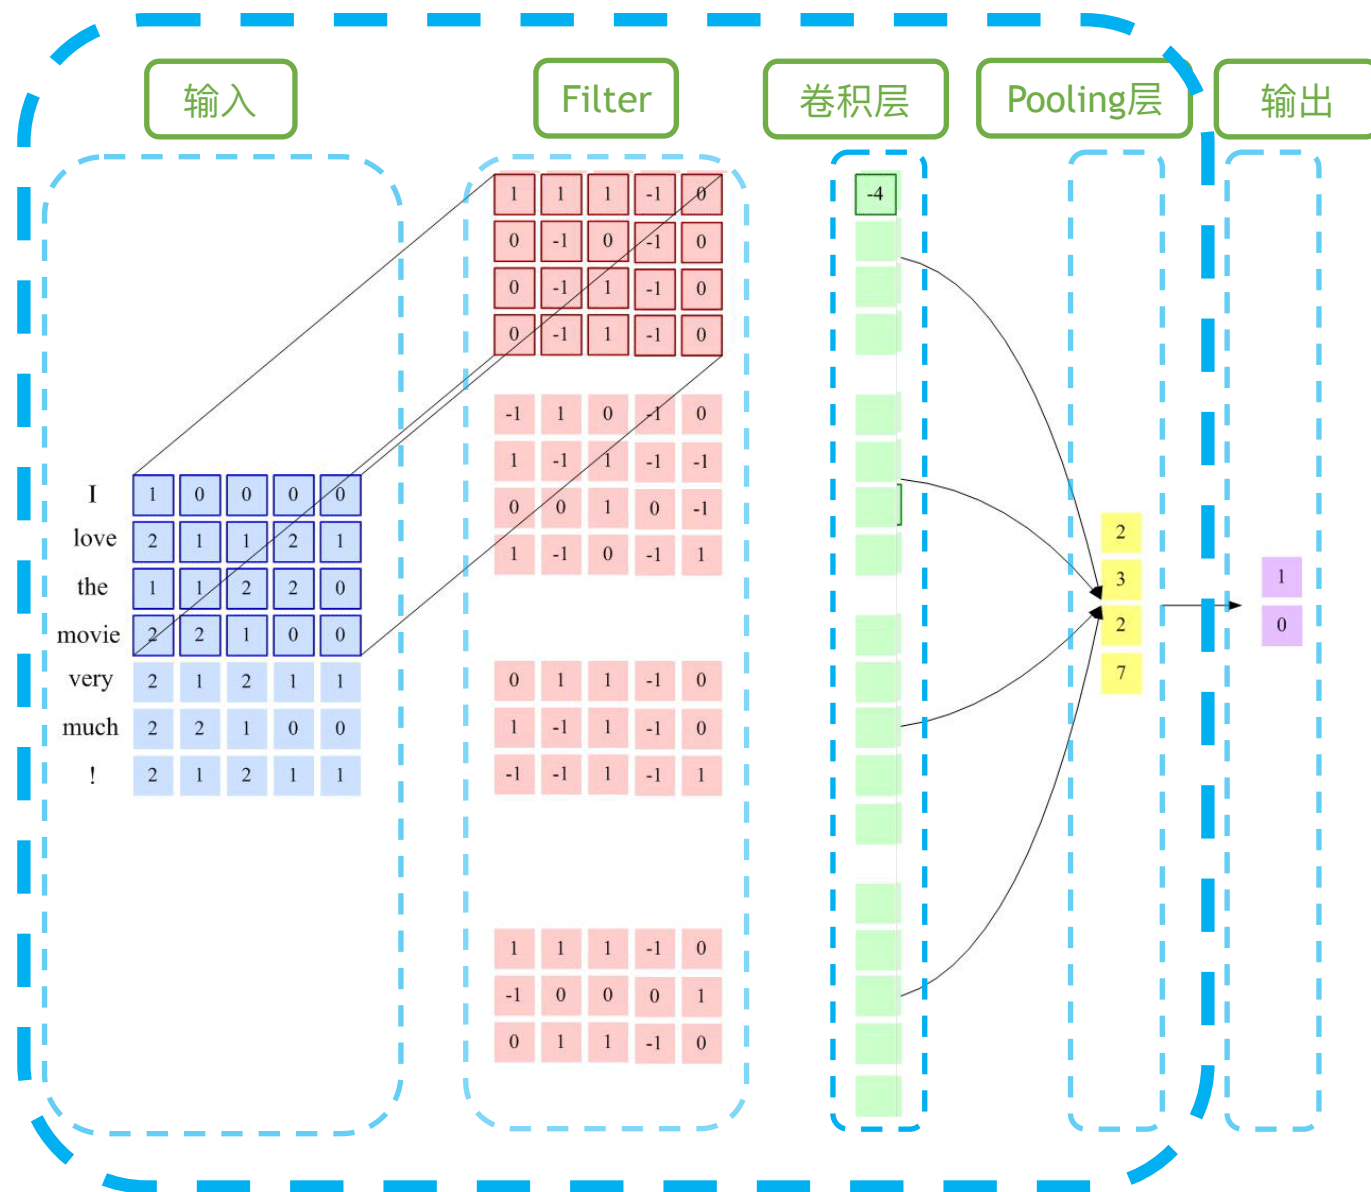 输入 Filter 卷积层 Pooling层 输出
1 1 1 -1 0 -4
0 -1 0 -1 0
0 -1 1 -1 0
0 -1 1 -1 0
-1 1 0 -1 0
1 -1 1 -1 -1
I 1 0 0 0 0
0 0 1 0 -1
love 2 1 1 2 1
2
1 -1 0 -1 1
the 1 1 2 2 0
3 1
movie 2 2 1 0 0
2 0
very 2 1 2 1 1
0 1 1 -1 0
7
much 2 2 1 0 0
1 -1 1 -1 0
! 2 1 2 1 1
-1 -1 1 -1 1
1 1 1 -1 0
-1 0 0 0 1
0 1 1 -1 0